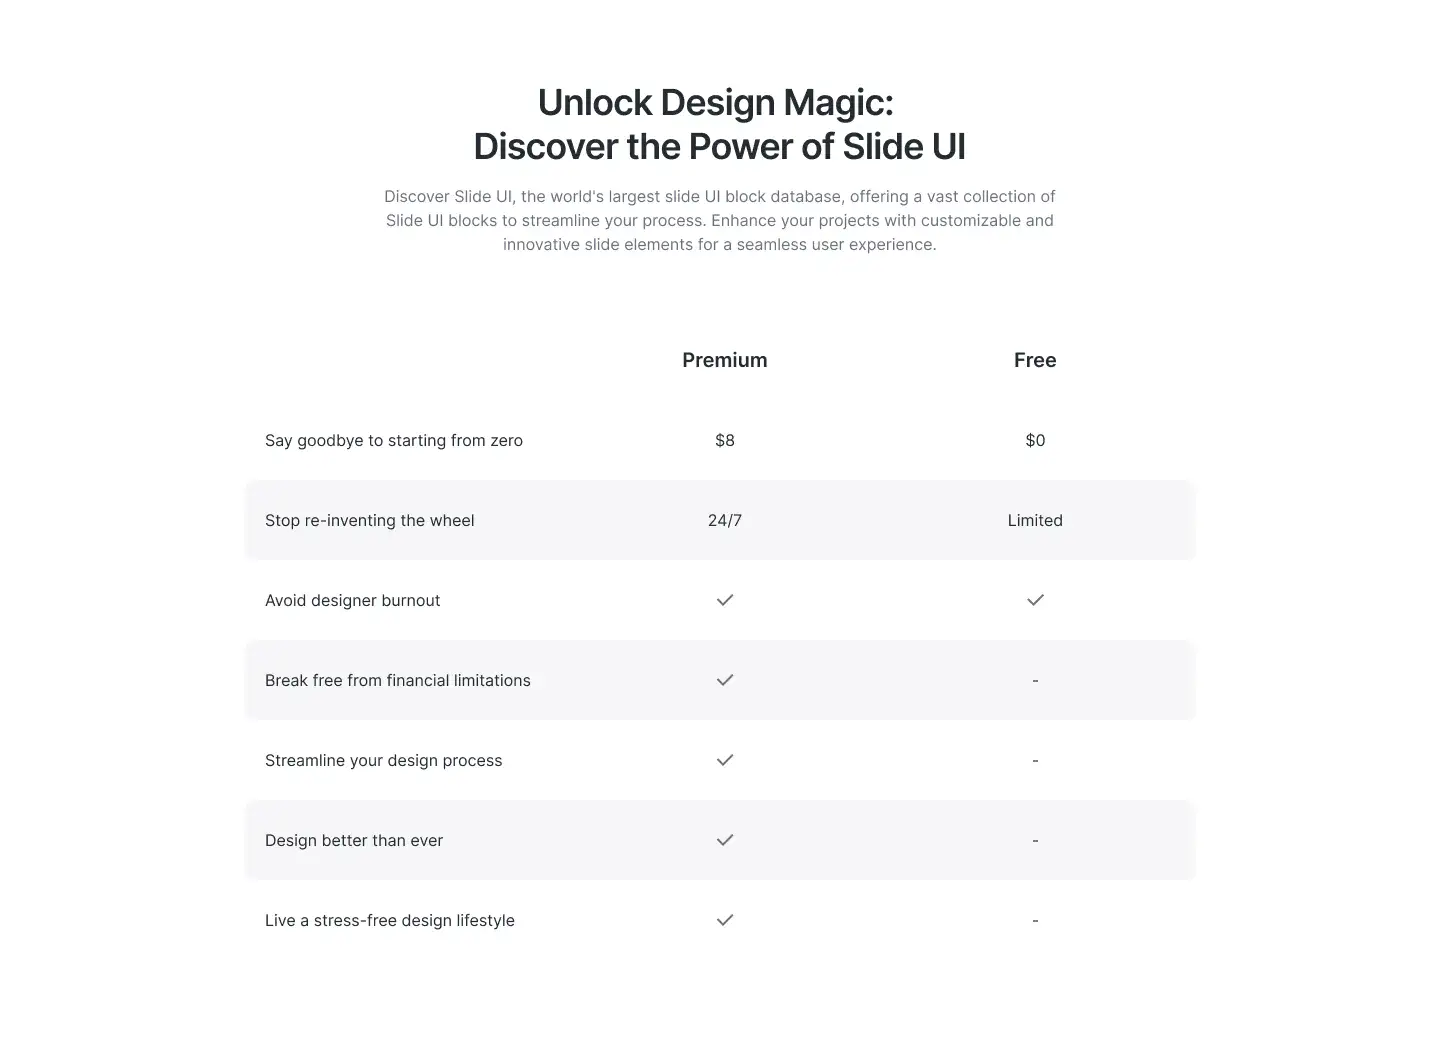 Unlock Design Magic:
Discover the Power of Slide UI
Discover Slide UI, the world's largest slide UI block database, offering a vast collection of
Slide UI blocks to streamline your process. Enhance your projects with customizable and
innovative slide elements for a seamless user experience.
Premium Free
Say goodbye to starting from zero $8 $0
Stop re-inventing the wheel 24/7 Limited
Avoid designer burnout ✓ ✓
Break free from financial limitations ✓ -
Streamline your design process ✓ -
Design better than ever ✓ -
Live a stress-free design lifestyle ✓ -